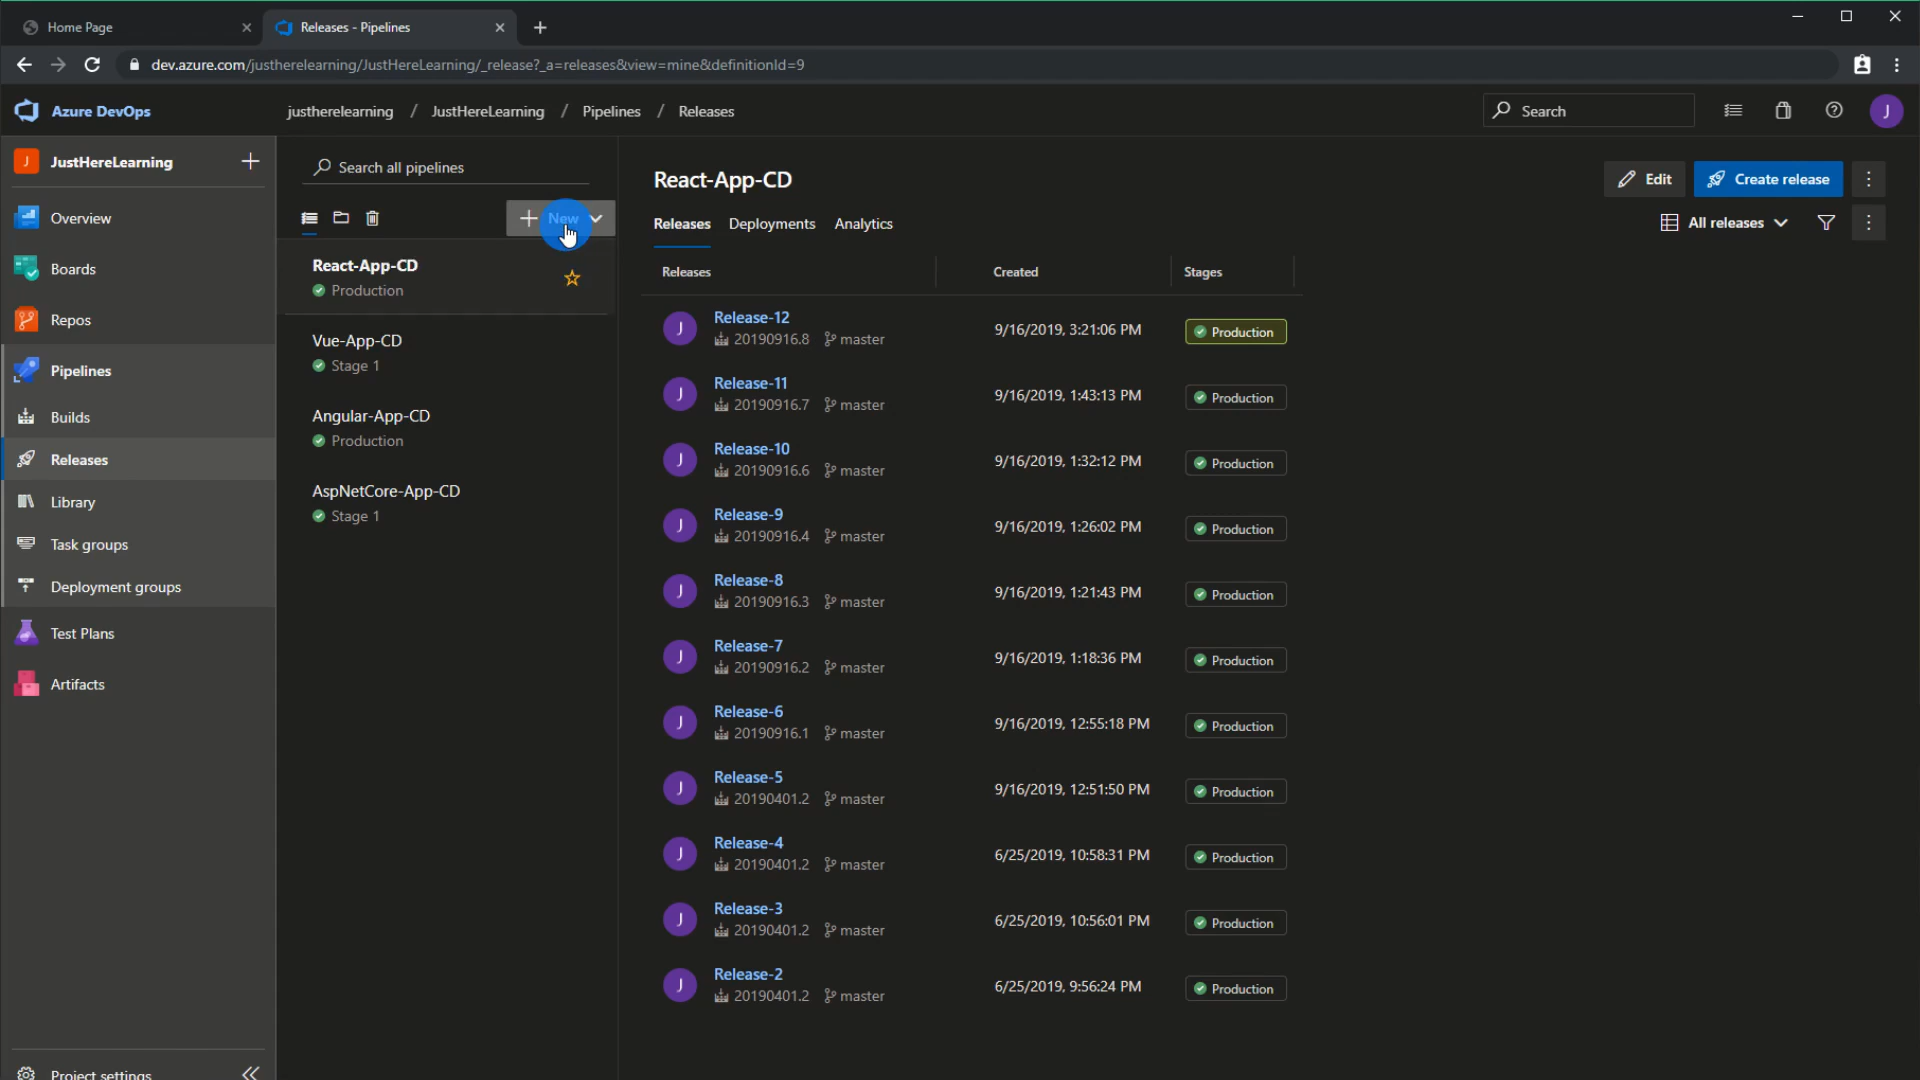 Home Page
Releases - Pipelines
dev.azure.com/justherelearning/JustHereLearning/_release?_a=releases&view=mine&definitionId=9
Azure DevOps
justherelearning / JustHereLearning / Pipelines / Releases
Search
J
J
JustHereLearning
Overview
Boards
Repos
Pipelines
Builds
Releases
Library
Task groups
Deployment groups
Test Plans
Artifacts
Project settings
Search all pipelines
New
React-App-CD
Production
Vue-App-CD
Stage 1
Angular-App-CD
Production
AspNetCore-App-CD
Stage 1
React-App-CD
Edit
Create release
Releases Deployments Analytics
All releases
Releases Created Stages
J Release-12 9/16/2019, 3:21:06 PM Production
20190916.8 master
J Release-11 9/16/2019, 1:43:13 PM Production
20190916.7 master
J Release-10 9/16/2019, 1:32:12 PM Production
20190916.6 master
J Release-9 9/16/2019, 1:26:02 PM Production
20190916.4 master
J Release-8 9/16/2019, 1:21:43 PM Production
20190916.3 master
J Release-7 9/16/2019, 1:18:36 PM Production
20190916.2 master
J Release-6 9/16/2019, 12:55:18 PM Production
20190916.1 master
J Release-5 9/16/2019, 12:51:50 PM Production
20190401.2 master
J Release-4 6/25/2019, 10:58:31 PM Production
20190401.2 master
J Release-3 6/25/2019, 10:56:01 PM Production
20190401.2 master
J Release-2 6/25/2019, 9:56:24 PM Production
20190401.2 master